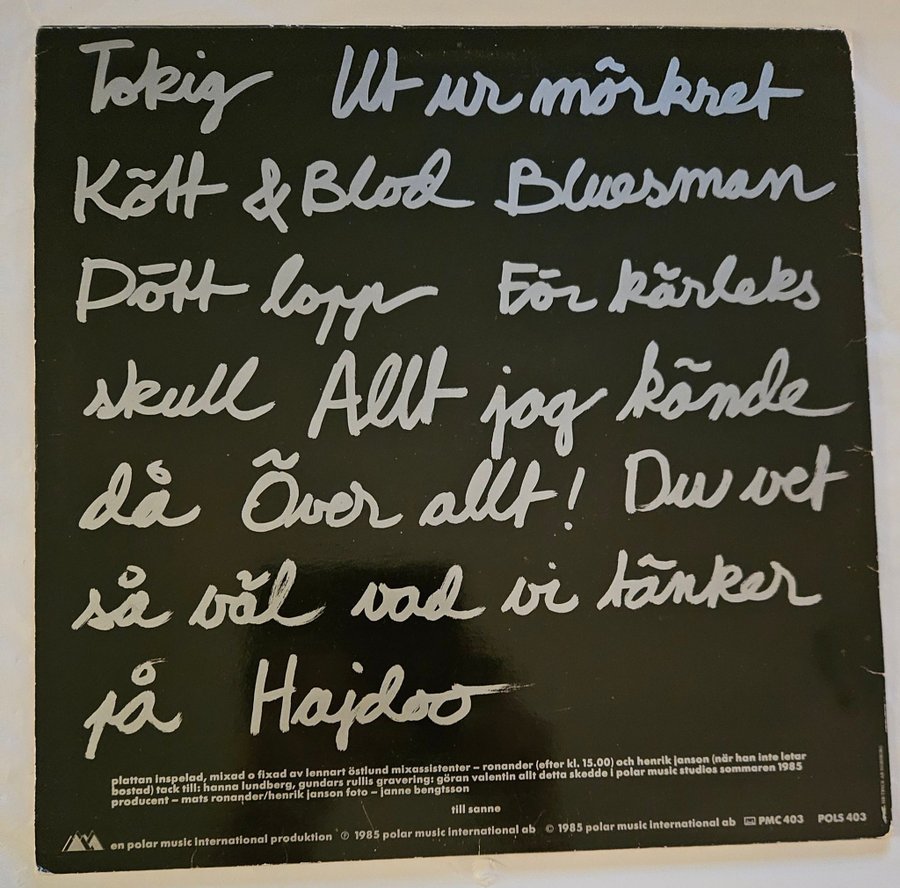 Tokig Ut ur mörkret
Kött & Blod Bluesman
Dött lopp För kärleks
skull Allt jag kände
då Över allt! Du vet
så väl vad vi tänker
på Hajdoo
plattan inspelad, mixad o fixad av lennart östlund mixassistenter – ronander (efter kl. 15.00) och henrik janson (när han inte letar
bostad) tack till: hanna lundberg, gundars rullis gravering: göran valentin allt detta skedde i polar music studios sommaren 1985
producent – mats ronander/henrik janson foto – janne bengtsson
till sanne
en polar music international produktion ℗ 1985 polar music international ab © 1985 polar music international ab PMC 403 POLS 403